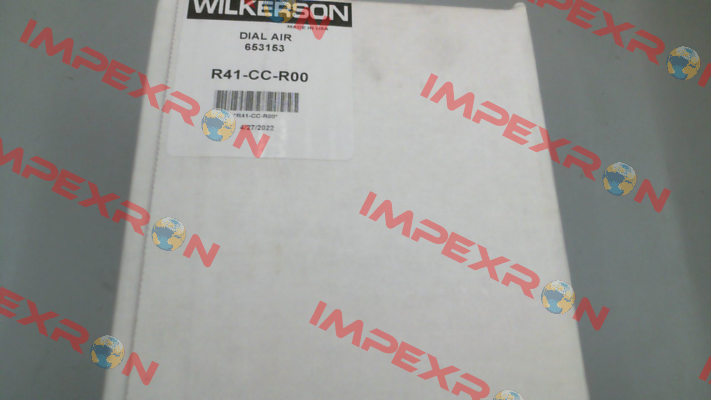 WILKERSON
MADE IN USA
DIAL AIR
653153
R41-CC-R00
*R41-CC-R00*
4/27/2022
IMPEXRON
IMPEXRON
IMPEXRON
IMPEXRON
IMPEXRON
IMPEXRON